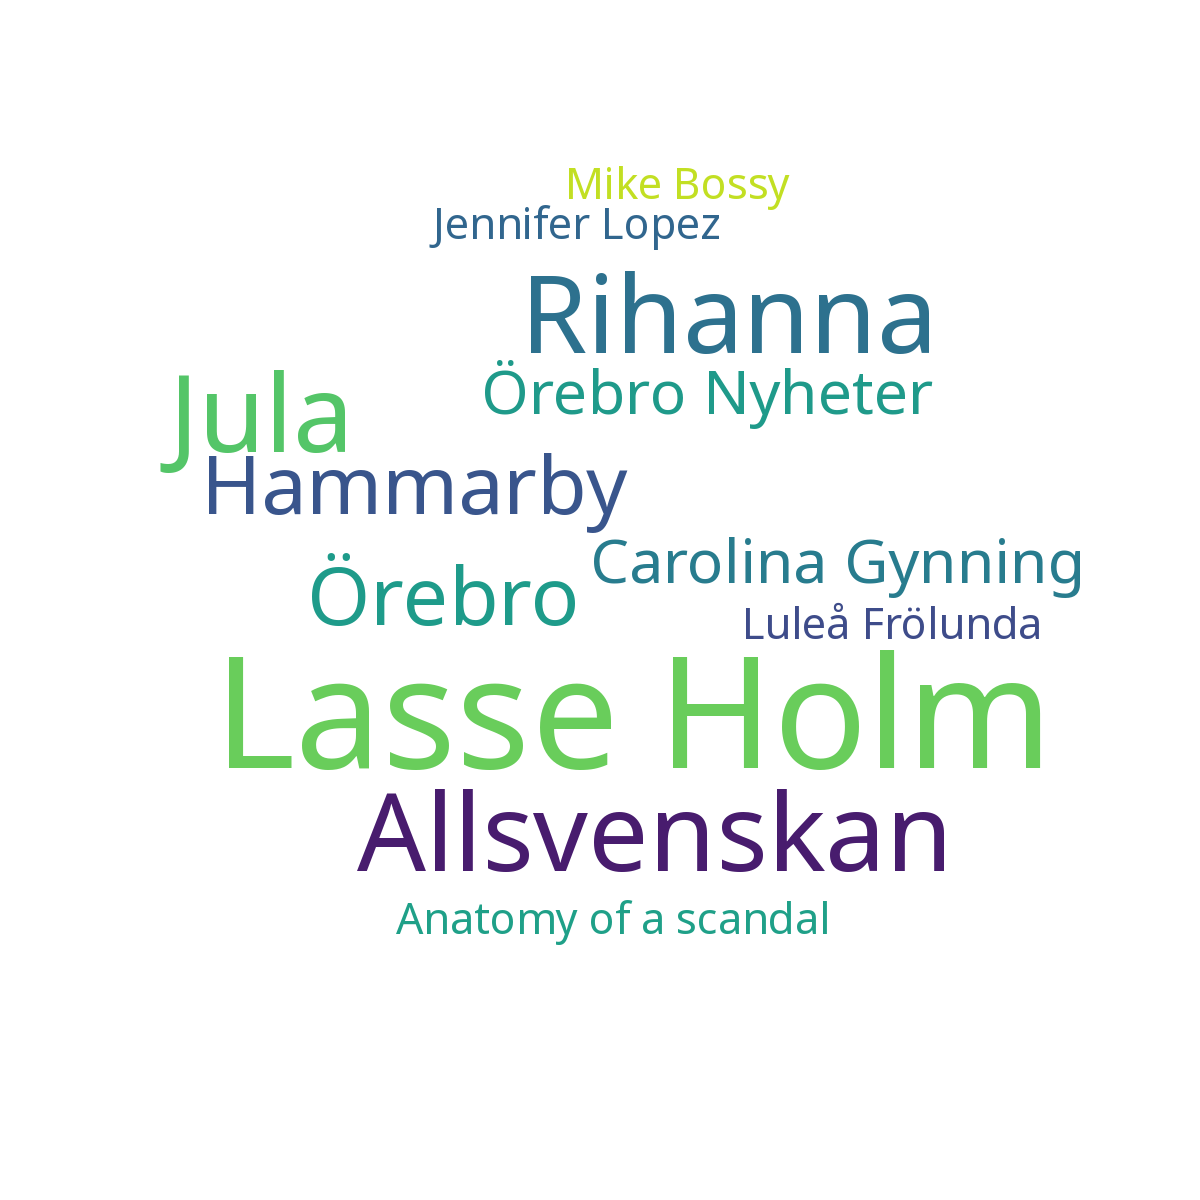 Mike Bossy
Jennifer Lopez
Rihanna
Örebro Nyheter
Jula
Hammarby
Carolina Gynning
Örebro
Luleå Frölunda
Lasse Holm
Allsvenskan
Anatomy of a scandal